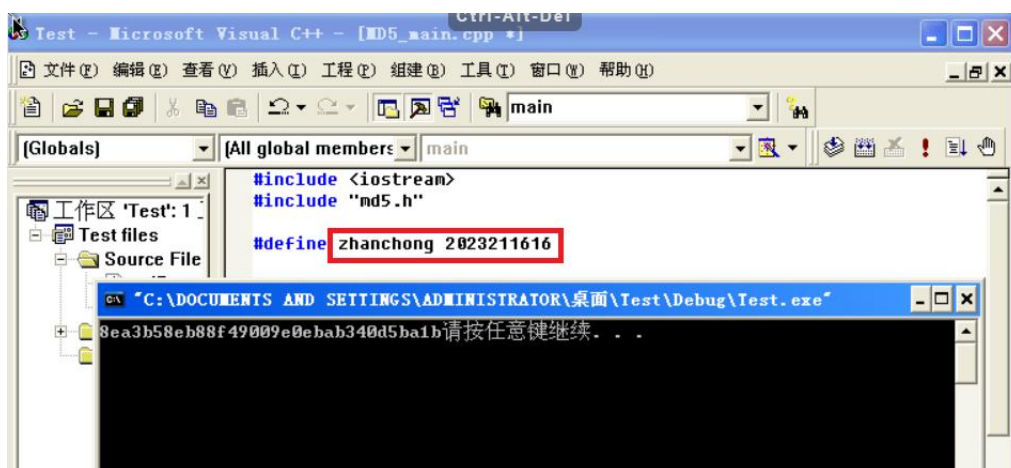 Ctrl-Alt-Del
Test - Microsoft Visual C++ - [MD5_main.cpp *]
文件(F) 编辑(E) 查看(V) 插入(I) 工程(P) 组建(B) 工具(T) 窗口(W) 帮助(H)
main
(Globals) (All global members main
#include <iostream>
#include "md5.h"
工作区 'Test': 1
Test files
#define zhanchong 2023211616
Source File
"C:\DOCUMENTS AND SETTINGS\ADMINISTRATOR\桌面\Test\Debug\Test.exe"
8ea3b58eb88f49009e0ebab340d5ba1b请按任意键继续. . .